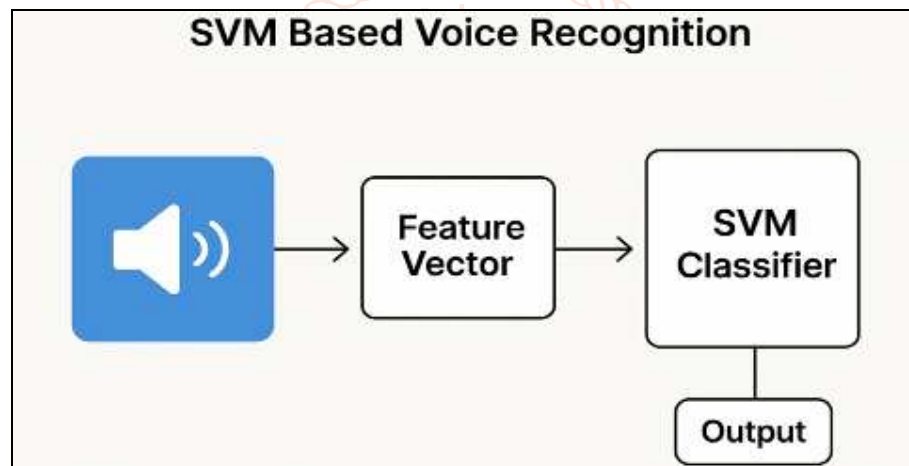 SVM Based Voice Recognition
Feature
Vector
SVM
Classifier
Output